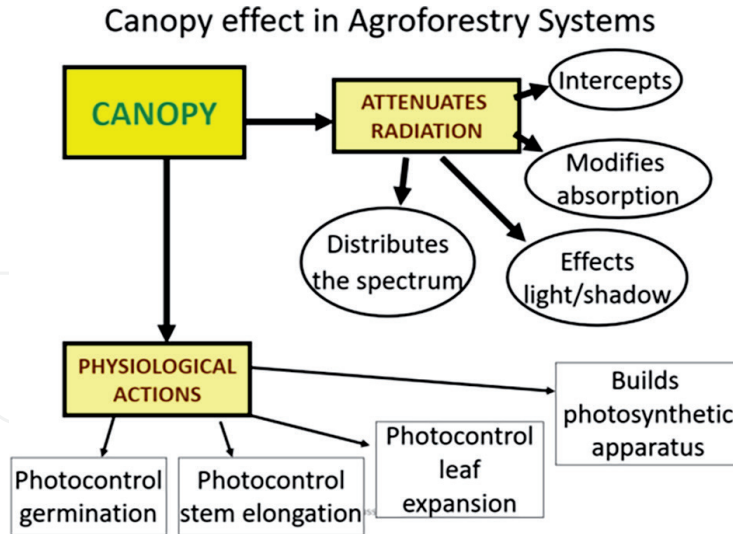 Canopy effect in Agroforestry Systems
CANOPY
ATTENUATES
RADIATION
Intercepts
Modifies
absorption
Distributes
the spectrum
Effects
light/shadow
PHYSIOLOGICAL
ACTIONS
Builds
photosynthetic
apparatus
Photocontrol
leaf
expansion
Photocontrol
germination
Photocontrol
stem elongation